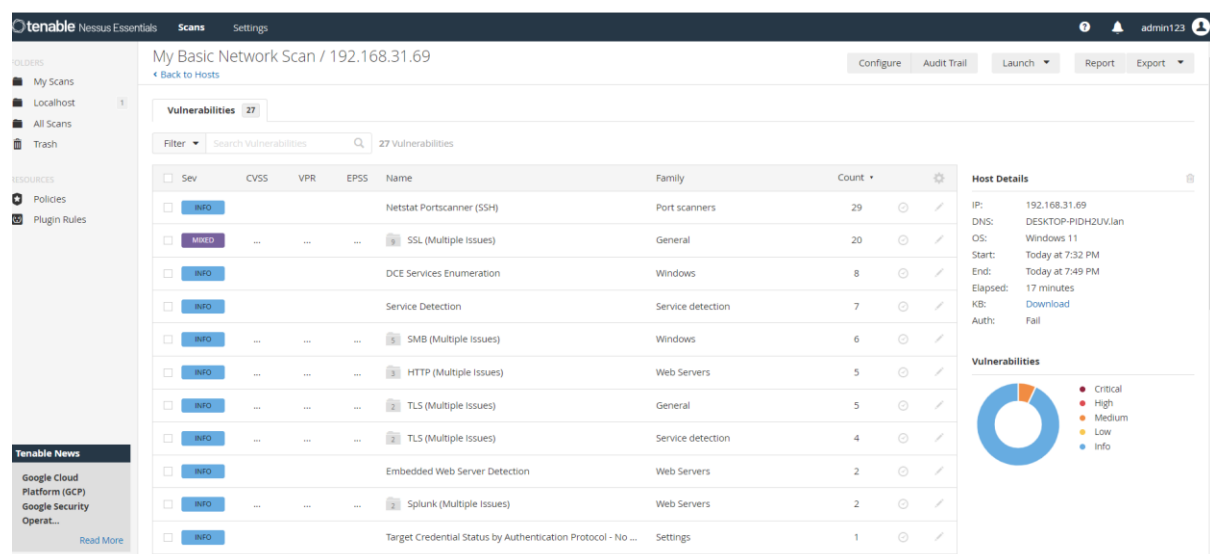 tenable Nessus Essentials Scans Settings admin123
My Basic Network Scan / 192.168.31.69
Back to Hosts
Configure Audit Trail Launch Report Export
FOLDERS
My Scans
Localhost 1
All Scans
Trash
RESOURCES
Policies
Plugin Rules
Tenable News
Google Cloud
Platform (GCP)
Google Security
Operat...
Read More
Vulnerabilities 27
Filter Search Vulnerabilities 27 Vulnerabilities
Sev CVSS VPR EPSS Name Family Count
INFO Netstat Portscanner (SSH) Port scanners 29
MIXED ... ... ... 9 SSL (Multiple Issues) General 20
INFO DCE Services Enumeration Windows 8
INFO Service Detection Service detection 7
INFO ... ... ... 5 SMB (Multiple Issues) Windows 6
INFO ... ... ... 3 HTTP (Multiple Issues) Web Servers 5
INFO ... ... ... 2 TLS (Multiple Issues) General 5
INFO ... ... ... 2 TLS (Multiple Issues) Service detection 4
INFO Embedded Web Server Detection Web Servers 2
INFO ... ... ... 2 Splunk (Multiple Issues) Web Servers 2
INFO Target Credential Status by Authentication Protocol - No ... Settings 1
Host Details
IP: 192.168.31.69
DNS: DESKTOP-PIDH2UV.lan
OS: Windows 11
Start: Today at 7:32 PM
End: Today at 7:49 PM
Elapsed: 17 minutes
KB: Download
Auth: Fail
Vulnerabilities
Critical
High
Medium
Low
Info